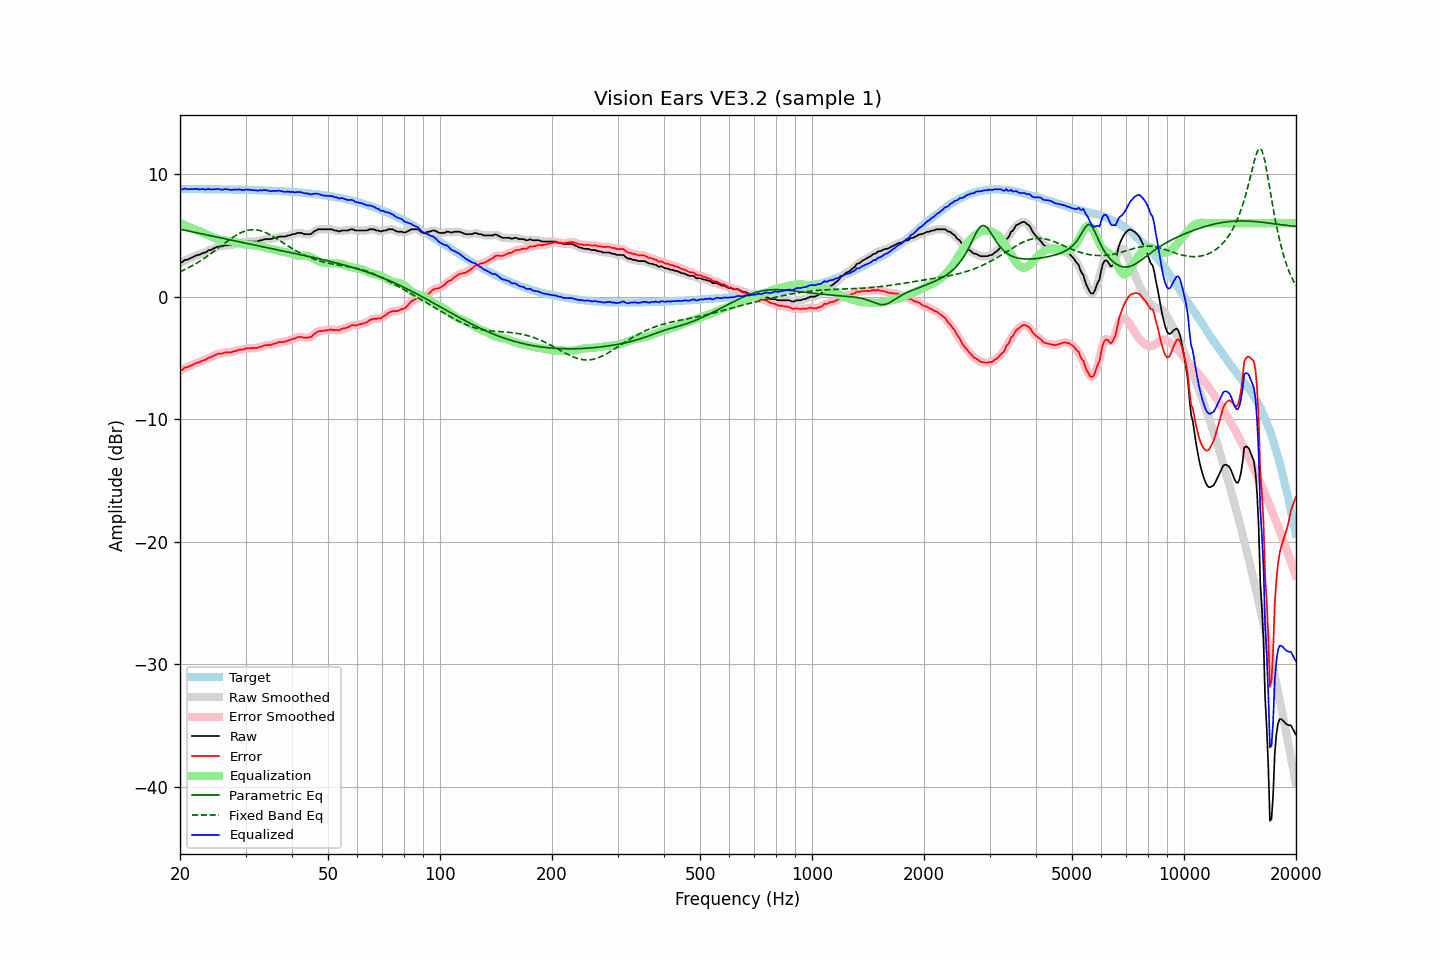 Vision Ears VE3.2 (sample 1)
Amplitude (dBr)
10
0
−10
−20
−30
−40
Target
Raw Smoothed
Error Smoothed
Raw
Error
Equalization
Parametric Eq
Fixed Band Eq
Equalized
20 50 100 200 500 1000 2000 5000 10000 20000
Frequency (Hz)